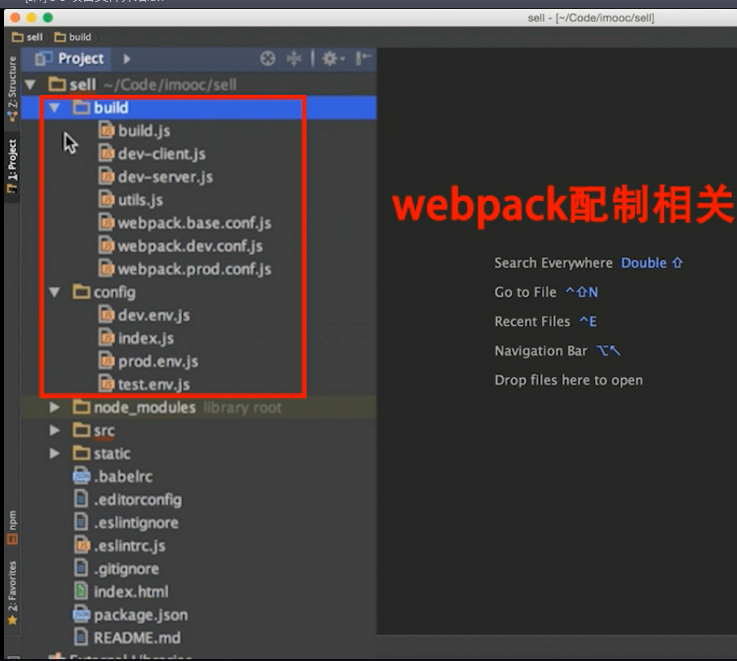 sell - [~/Code/imooc/sell]
sell build
Project
Z: Structure
1: Project
npm
2: Favorites
sell ~/Code/imooc/sell
build
build.js
dev-client.js
dev-server.js
utils.js
webpack.base.conf.js
webpack.dev.conf.js
webpack.prod.conf.js
config
dev.env.js
index.js
prod.env.js
test.env.js
node_modules library root
src
static
.babelrc
.editorconfig
.eslintignore
.eslintrc.js
.gitignore
index.html
package.json
README.md
webpack配制相关
Search Everywhere Double ⇧
Go to File ^⇧N
Recent Files ^E
Navigation Bar ⌥↖
Drop files here to open